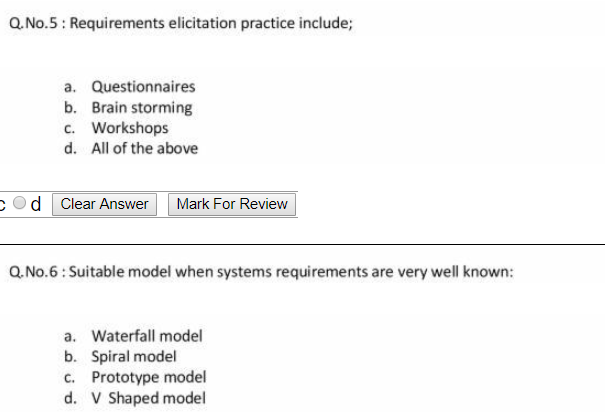 Q.No.5 : Requirements elicitation practice include;
a. Questionnaires
b. Brain storming
c. Workshops
d. All of the above
c d Clear Answer Mark For Review
Q.No.6 : Suitable model when systems requirements are very well known:
a. Waterfall model
b. Spiral model
c. Prototype model
d. V Shaped model